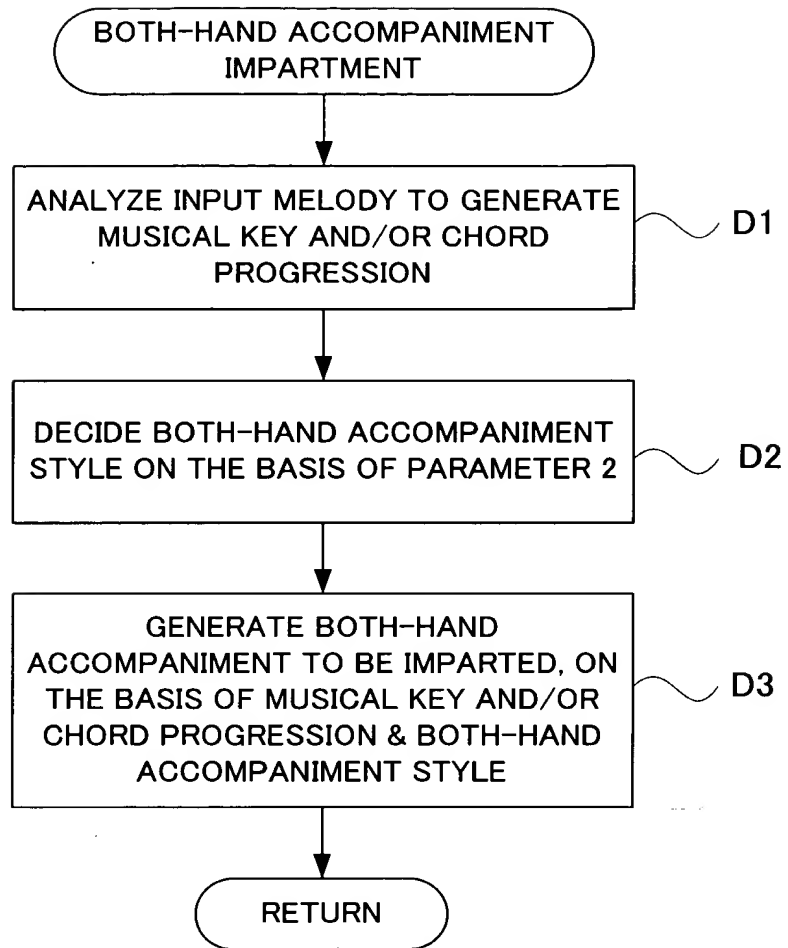 BOTH-HAND ACCOMPANIMENT
IMPARTMENT
ANALYZE INPUT MELODY TO GENERATE
MUSICAL KEY AND/OR CHORD
PROGRESSION
D1
DECIDE BOTH-HAND ACCOMPANIMENT
STYLE ON THE BASIS OF PARAMETER 2
D2
GENERATE BOTH-HAND
ACCOMPANIMENT TO BE IMPARTED, ON
THE BASIS OF MUSICAL KEY AND/OR
CHORD PROGRESSION & BOTH-HAND
ACCOMPANIMENT STYLE
D3
RETURN